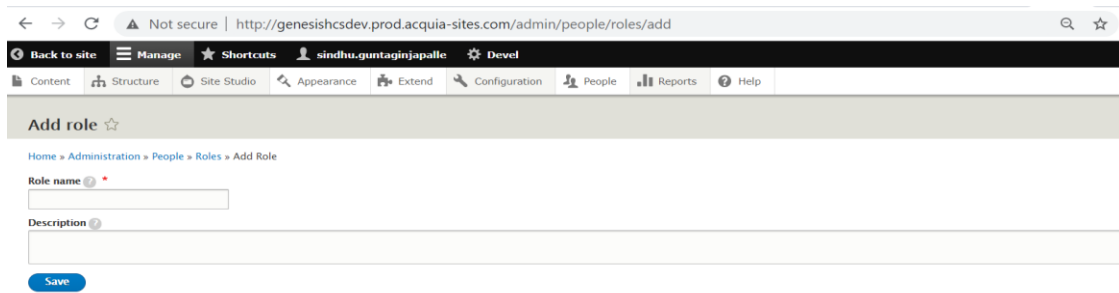 Not secure | http://genesishcsdev.prod.acquia-sites.com/admin/people/roles/add
Back to site Manage Shortcuts sindhu.guntaginjapalle Devel
Content Structure Site Studio Appearance Extend Configuration People Reports Help
Add role
Home » Administration » People » Roles » Add Role
Role name ? *
Description ?
Save